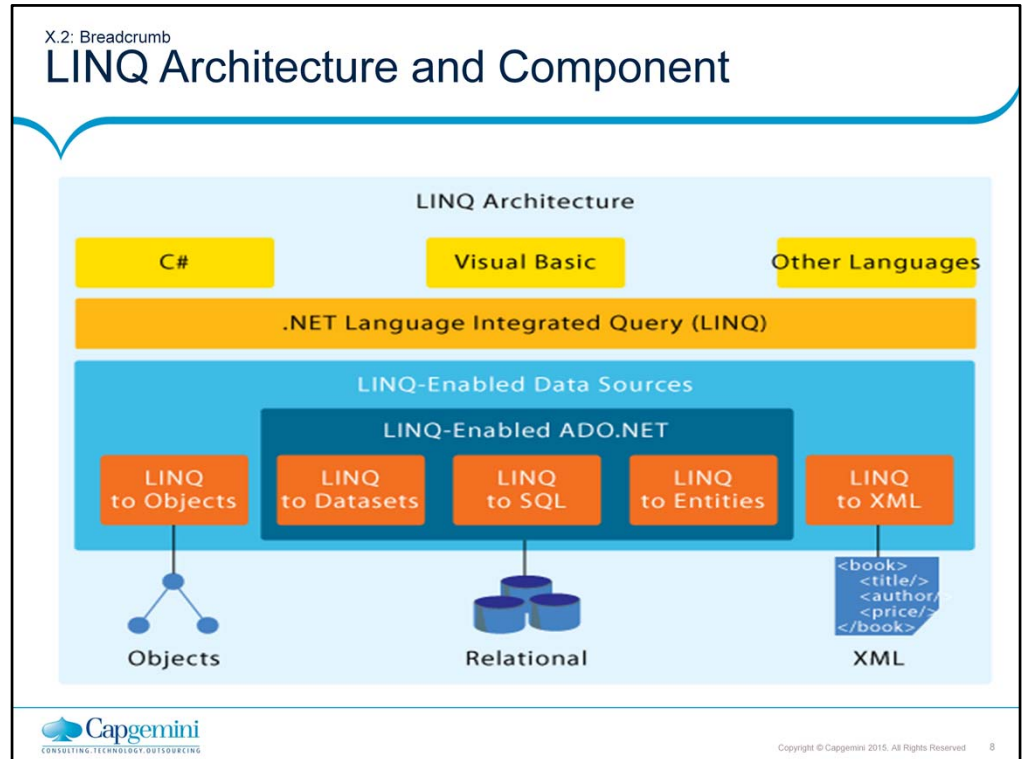 X.2: Breadcrumb
LINQ Architecture and Component
LINQ Architecture
C#
Visual Basic
Other Languages
.NET Language Integrated Query (LINQ)
LINQ-Enabled Data Sources
LINQ-Enabled ADO.NET
LINQ
to Objects
LINQ
to Datasets
LINQ
to SQL
LINQ
to Entities
LINQ
to XML
<book>
<title/>
<author/>
<price/>
</book>
Objects
Relational
XML
Capgemini
CONSULTING.TECHNOLOGY.OUTSOURCING
Copyright © Capgemini 2015. All Rights Reserved 8